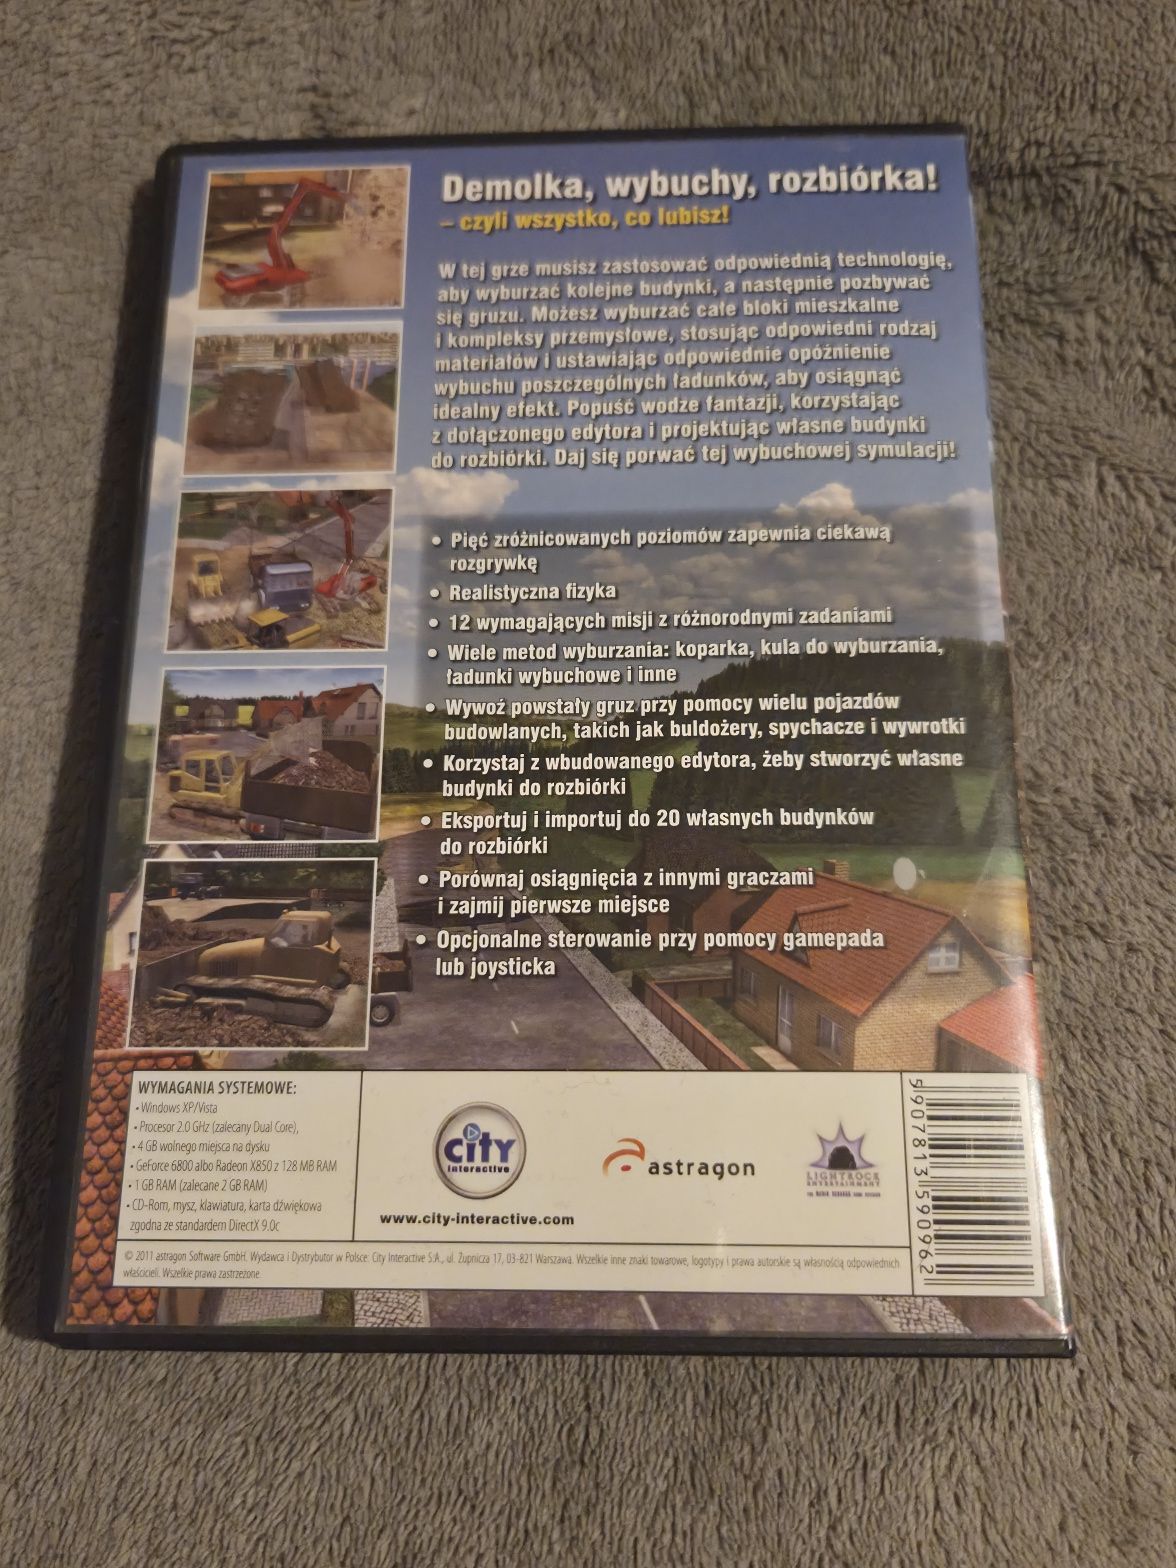 Demolka, wybuchy, rozbiórka!
– czyli wszystko, co lubisz!
W tej grze musisz zastosować odpowiednią technologię,
aby wyburzać kolejne budynki, a następnie pozbywać
się gruzu. Możesz wyburzać całe bloki mieszkalne
i kompleksy przemysłowe, stosując odpowiedni rodzaj
materiałów i ustawiając odpowiednie opóźnienie
wybuchu poszczególnych ładunków, aby osiągnąć
idealny efekt. Popuść wodze fantazji, korzystając
z dołączonego edytora i projektując własne budynki
do rozbiórki. Daj się porwać tej wybuchowej symulacji!
• Pięć zróżnicowanych poziomów zapewnia ciekawą
rozgrywkę
• Realistyczna fizyka
• 12 wymagających misji z różnorodnymi zadaniami
• Wiele metod wyburzania: koparka, kula do wyburzania,
ładunki wybuchowe i inne
• Wywoź powstały gruz przy pomocy wielu pojazdów
budowlanych, takich jak buldożery, spychacze i wywrotki
• Korzystaj z wbudowanego edytora, żeby stworzyć własne
budynki do rozbiórki
• Eksportuj i importuj do 20 własnych budynków
do rozbiórki
• Porównaj osiągnięcia z innymi graczami
i zajmij pierwsze miejsce
• Opcjonalne sterowanie przy pomocy gamepada
lub joysticka
WYMAGANIA SYSTEMOWE:
• Windows XP/Vista
• Procesor 2.0 GHz (zalecany Dual Core),
• 4 GB wolnego miejsca na dysku
• GeForce 6800 albo Radeon X850 z 128 MB RAM
• 1 GB RAM (zalecane 2 GB RAM)
• CD-Rom, mysz, klawiatura, karta dźwiękowa
zgodna ze standardem DirectX 9.0c
city
interactive
www.city-interactive.com
astragon
LIGHTROCK
ENTERTAINMENT
5907813590962
© 2011 astragon Software GmbH. Wydawca i Dystrybutor w Polsce: City Interactive S.A., ul. Żupnicza 17, 03-821 Warszawa. Wszelkie inne znaki towarowe, logotypy i prawa autorskie są własnością odpowiednich
właścicieli. Wszelkie prawa zastrzeżone.